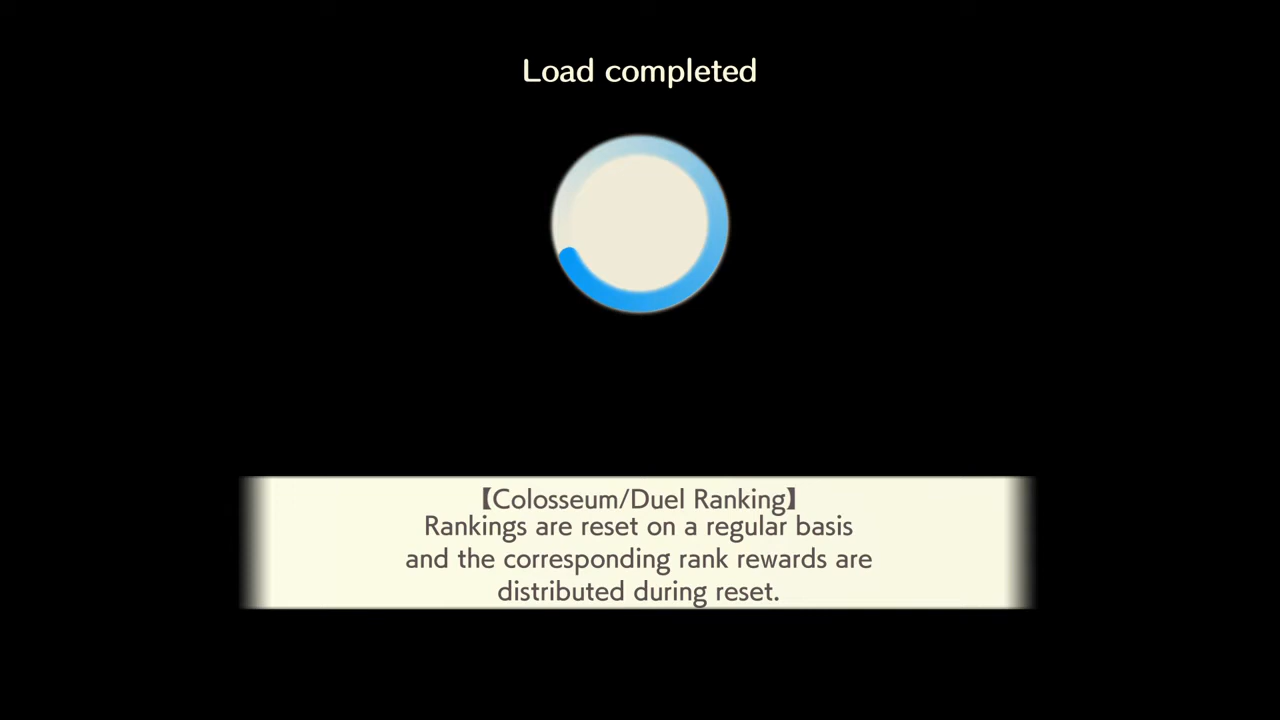 Load completed
【Colosseum/Duel Ranking】
Rankings are reset on a regular basis
and the corresponding rank rewards are
distributed during reset.